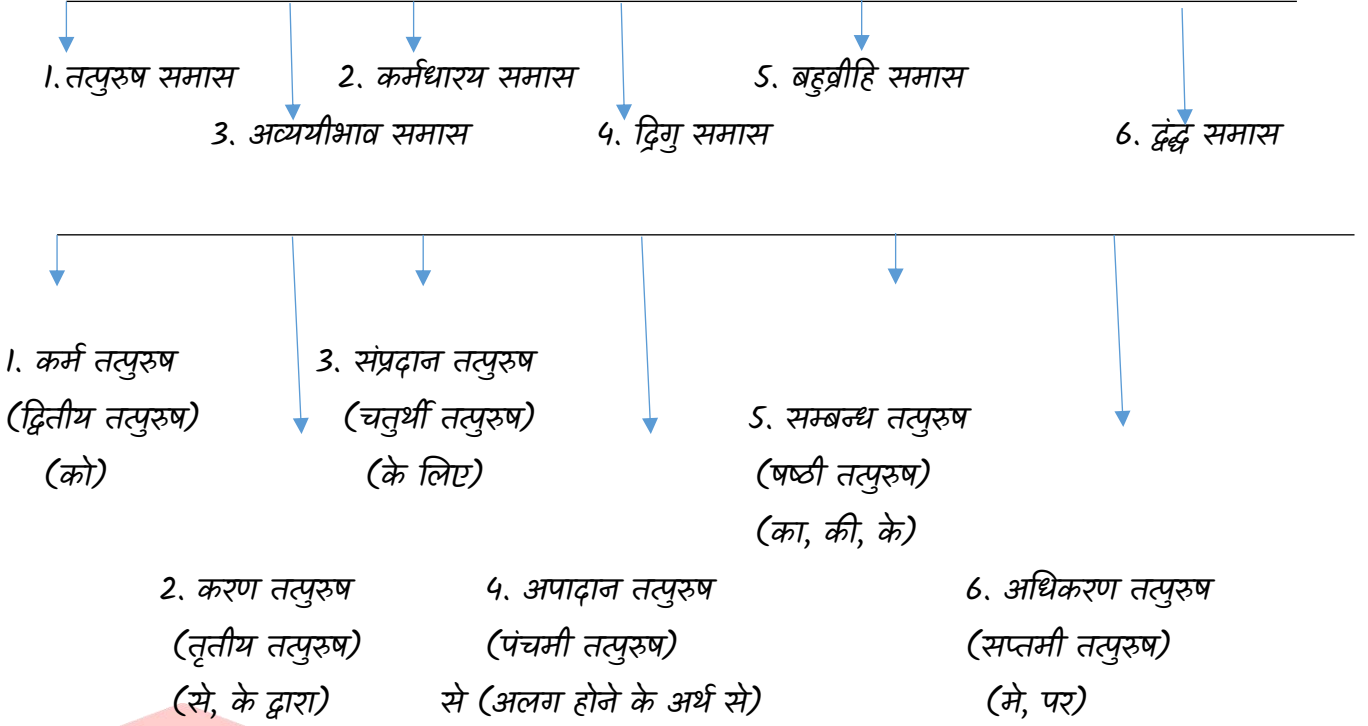 1. तत्पुरुष समास 2. कर्मधारय समास 5. बहुव्रीहि समास
3. अव्ययीभाव समास 4. द्विगु समास 6. द्वंद्व समास
1. कर्म तत्पुरुष 3. संप्रदान तत्पुरुष
(द्वितीय तत्पुरुष) (चतुर्थी तत्पुरुष) 5. सम्बन्ध तत्पुरुष
(को) (के लिए) (षष्ठी तत्पुरुष)
(का, की, के)
2. करण तत्पुरुष 4. अपादान तत्पुरुष 6. अधिकरण तत्पुरुष
(तृतीय तत्पुरुष) (पंचमी तत्पुरुष) (सप्तमी तत्पुरुष)
(से, के द्वारा) से (अलग होने के अर्थ से) (मे, पर)